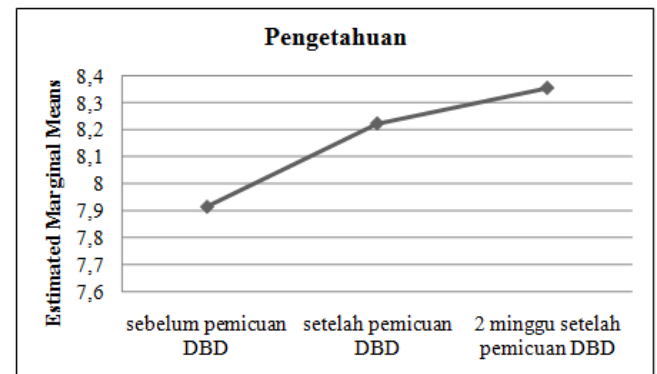 Pengetahuan
Estimated Marginal Means
8,4
8,3
8,2
8,1
8
7,9
7,8
7,7
7,6
sebelum pemicuan
DBD
setelah pemicuan
DBD
2 minggu setelah
pemicuan DBD